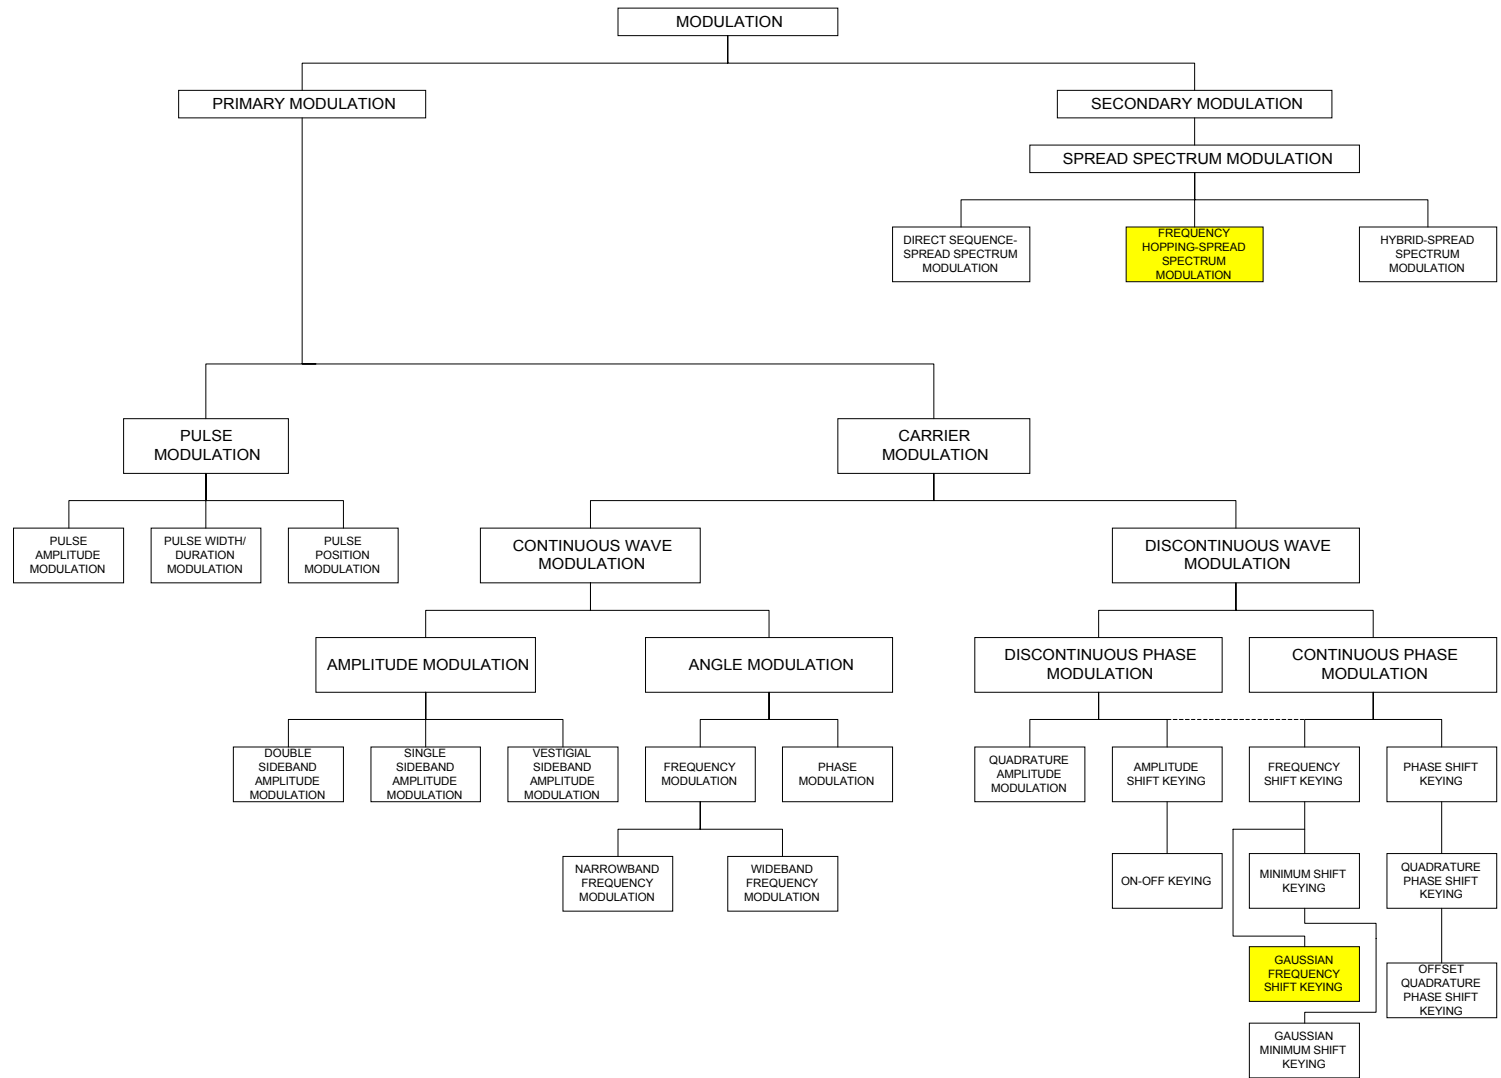 MODULATION
PRIMARY MODULATION
SECONDARY MODULATION
SPREAD SPECTRUM MODULATION
DIRECT SEQUENCE-
SPREAD SPECTRUM
MODULATION
FREQUENCY
HOPPING-SPREAD
SPECTRUM
MODULATION
HYBRID-SPREAD
SPECTRUM
MODULATION
PULSE
MODULATION
CARRIER
MODULATION
PULSE
AMPLITUDE
MODULATION
PULSE WIDTH/
DURATION
MODULATION
PULSE
POSITION
MODULATION
CONTINUOUS WAVE
MODULATION
DISCONTINUOUS WAVE
MODULATION
AMPLITUDE MODULATION
ANGLE MODULATION
DISCONTINUOUS PHASE
MODULATION
CONTINUOUS PHASE
MODULATION
DOUBLE
SIDEBAND
AMPLITUDE
MODULATION
SINGLE
SIDEBAND
AMPLITUDE
MODULATION
VESTIGIAL
SIDEBAND
AMPLITUDE
MODULATION
FREQUENCY
MODULATION
PHASE
MODULATION
QUADRATURE
AMPLITUDE
MODULATION
AMPLITUDE
SHIFT KEYING
FREQUENCY
SHIFT KEYING
PHASE SHIFT
KEYING
NARROWBAND
FREQUENCY
MODULATION
WIDEBAND
FREQUENCY
MODULATION
ON-OFF KEYING
MINIMUM SHIFT
KEYING
QUADRATURE
PHASE SHIFT
KEYING
GAUSSIAN
FREQUENCY
SHIFT KEYING
OFFSET
QUADRATURE
PHASE SHIFT
KEYING
GAUSSIAN
MINIMUM SHIFT
KEYING